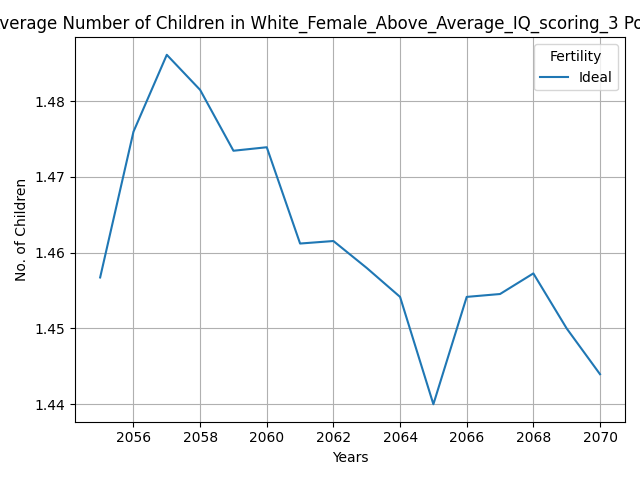 verage Number of Children in White_Female_Above_Average_IQ_scoring_3 Po
Fertility
Ideal
No. of Children
1.48
1.47
1.46
1.45
1.44
2056 2058 2060 2062 2064 2066 2068 2070
Years